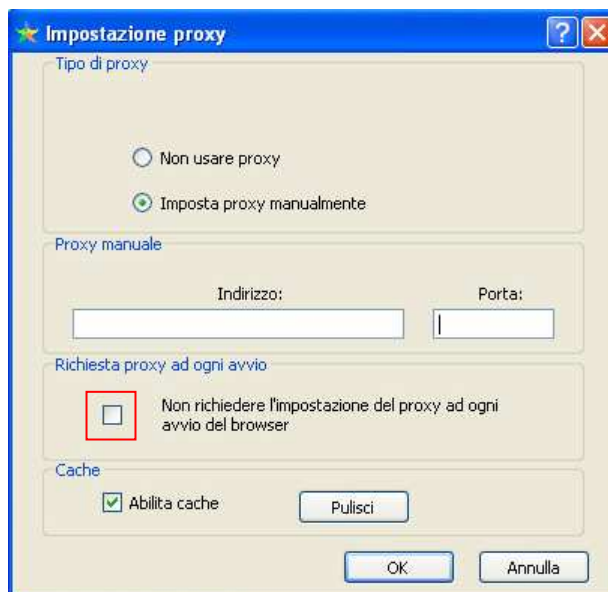 Impostazione proxy
Tipo di proxy
Non usare proxy
Imposta proxy manualmente
Proxy manuale
Indirizzo:
Porta:
Richiesta proxy ad ogni avvio
Non richiedere l'impostazione del proxy ad ogni
avvio del browser
Cache
Abilita cache
Pulisci
OK
Annulla